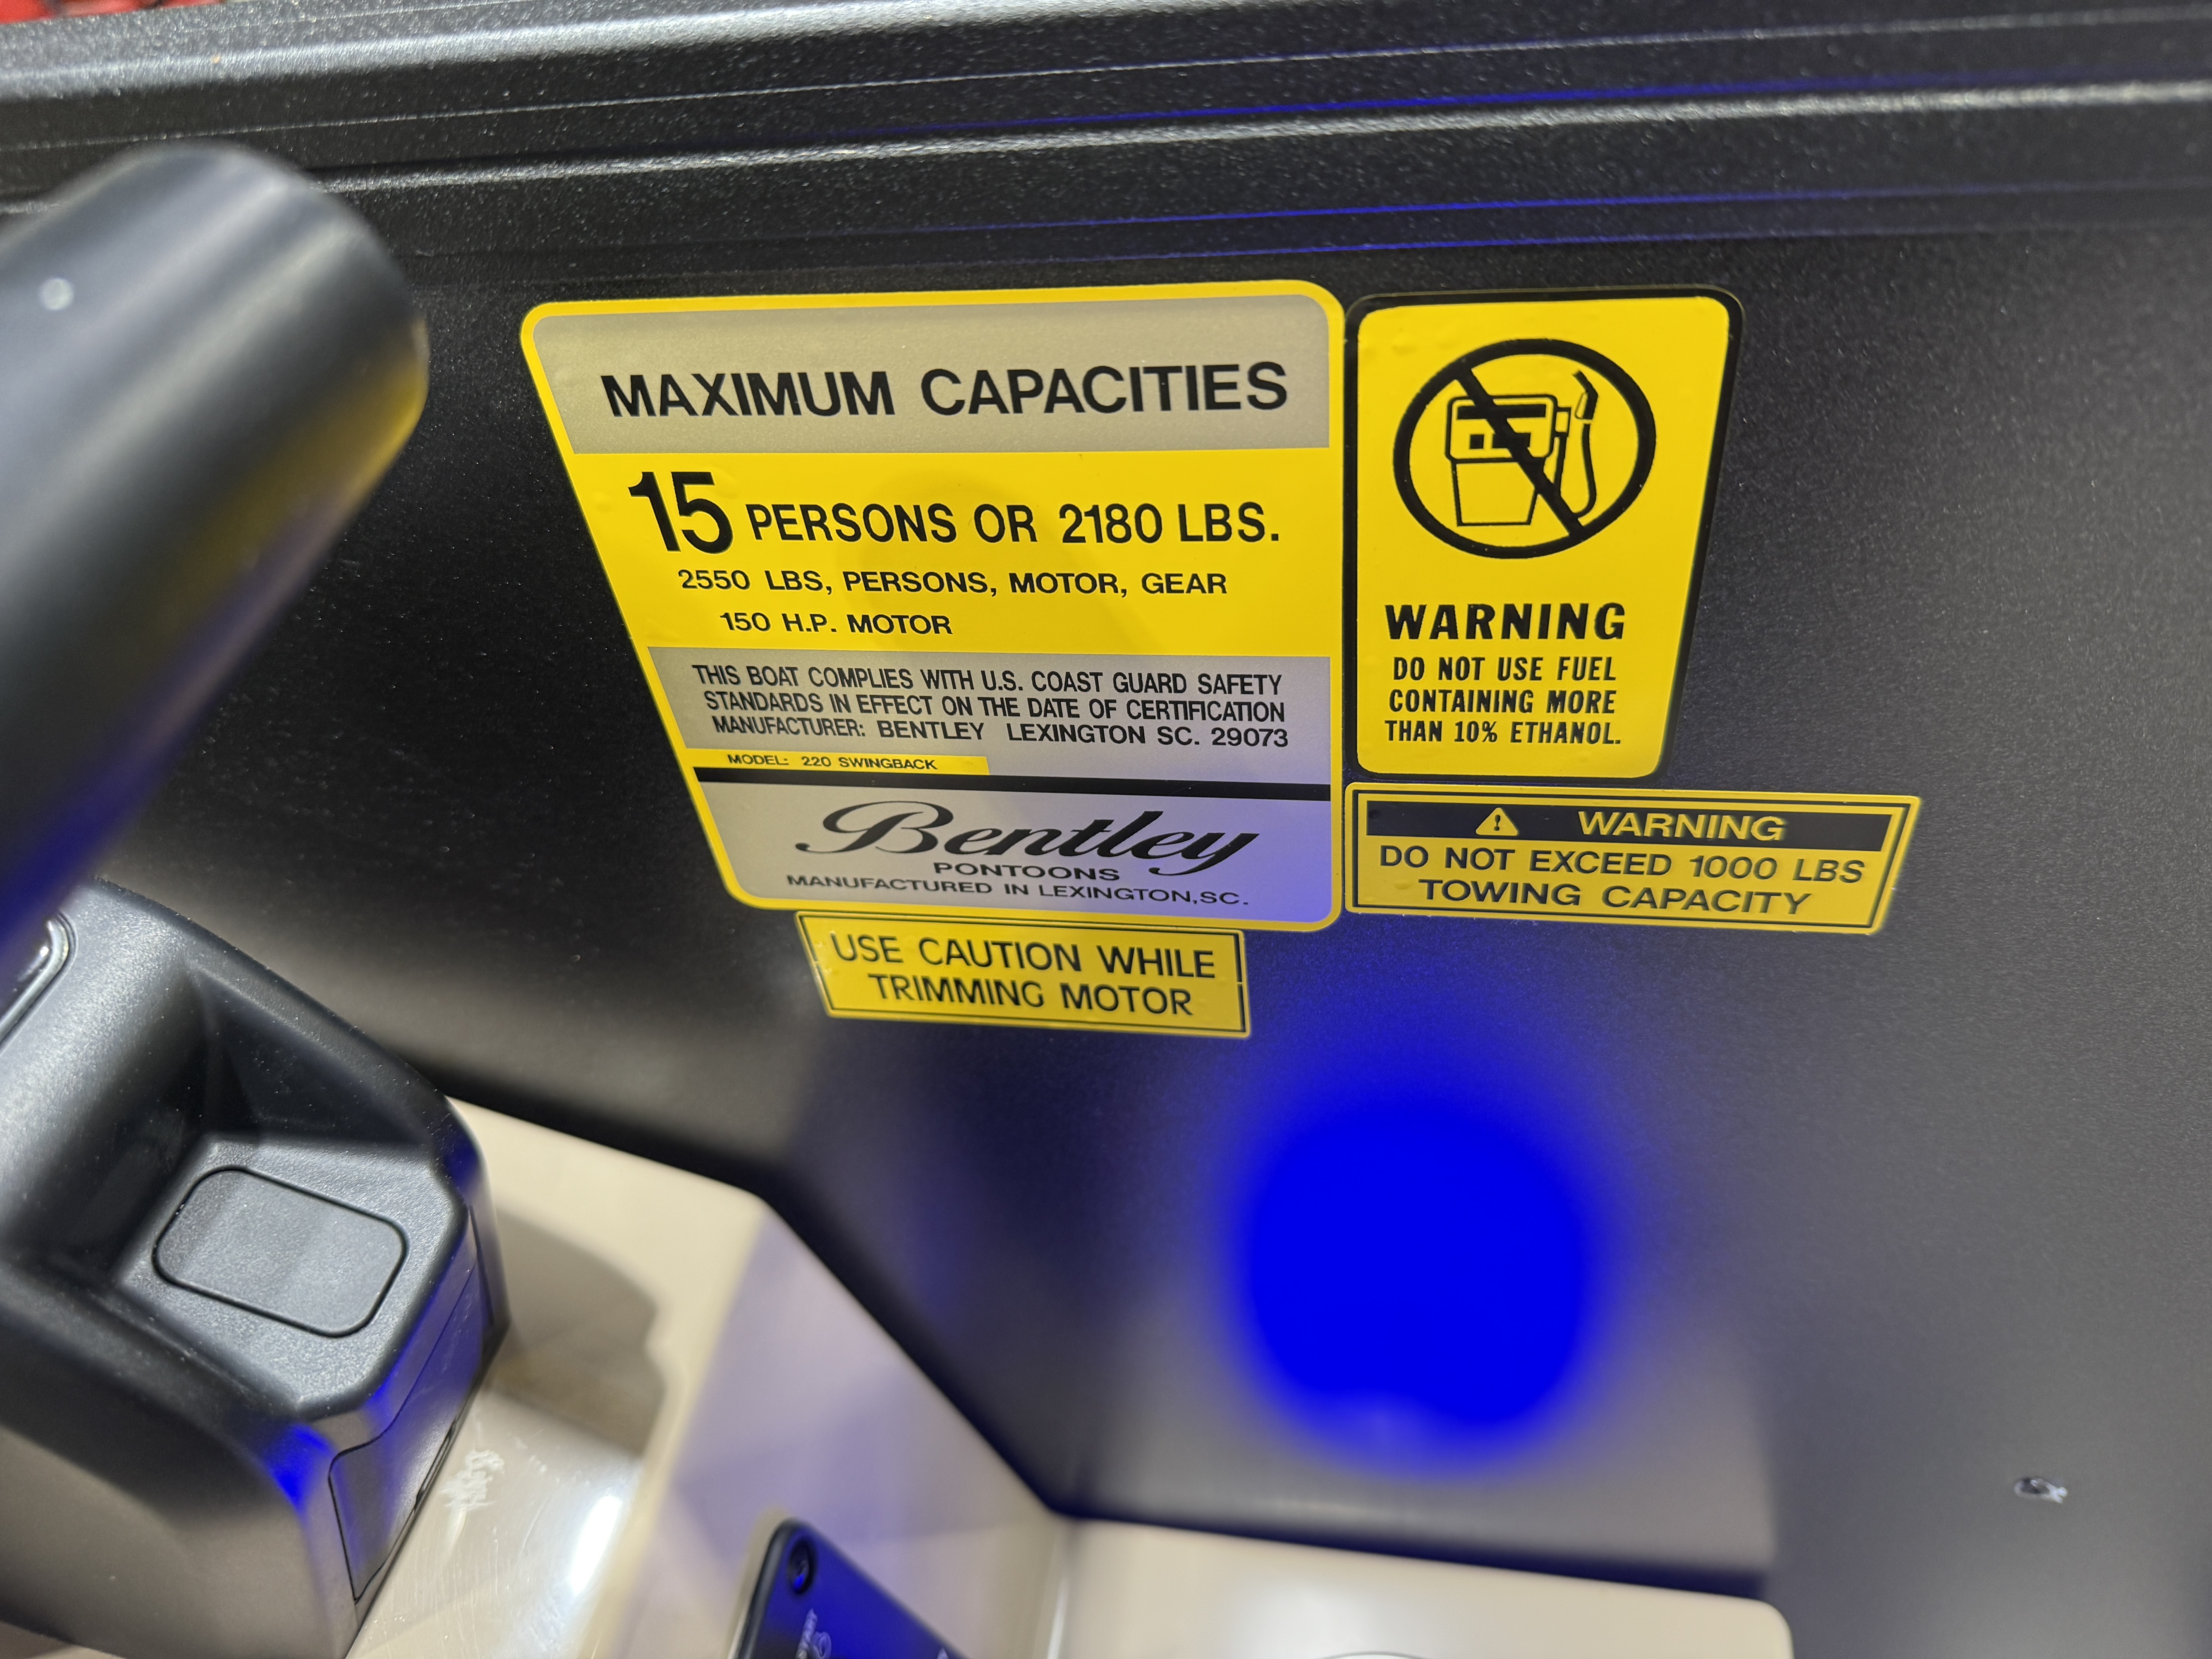 MAXIMUM CAPACITIES
15 PERSONS OR 2180 LBS.
2550 LBS, PERSONS, MOTOR, GEAR
150 H.P. MOTOR
THIS BOAT COMPLIES WITH U.S. COAST GUARD SAFETY
STANDARDS IN EFFECT ON THE DATE OF CERTIFICATION
MANUFACTURER: BENTLEY LEXINGTON SC. 29073
MODEL: 220 SWINGBACK
Bentley
PONTOONS
MANUFACTURED IN LEXINGTON,SC.
USE CAUTION WHILE
TRIMMING MOTOR
WARNING
DO NOT USE FUEL
CONTAINING MORE
THAN 10% ETHANOL.
WARNING
DO NOT EXCEED 1000 LBS
TOWING CAPACITY